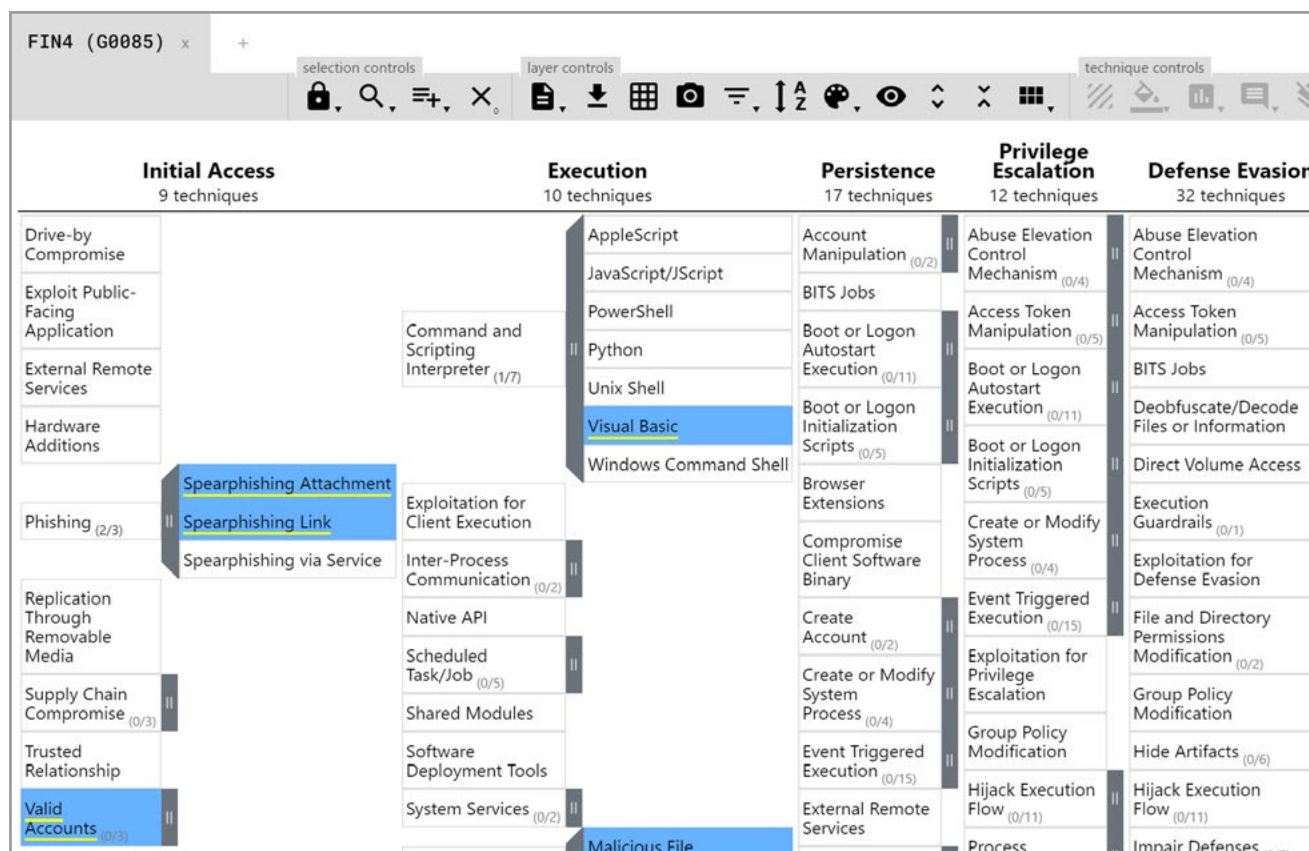 FIN4 (G0085) x +
selection controls
layer controls
technique controls
Initial Access
9 techniques
Drive-by
Compromise
Exploit Public-
Facing
Application
External Remote
Services
Hardware
Additions
Phishing (2/3)
Spearphishing Attachment
Spearphishing Link
Spearphishing via Service
Replication
Through
Removable
Media
Supply Chain
Compromise (0/3)
Trusted
Relationship
Valid
Accounts (0/3)
Execution
10 techniques
Command and
Scripting
Interpreter (1/7)
AppleScript
JavaScript/JScript
PowerShell
Python
Unix Shell
Visual Basic
Windows Command Shell
Exploitation for
Client Execution
Inter-Process
Communication (0/2)
Native API
Scheduled
Task/Job (0/5)
Shared Modules
Software
Deployment Tools
System Services (0/2)
Malicious File
Persistence
17 techniques
Account
Manipulation (0/2)
BITS Jobs
Boot or Logon
Autostart
Execution (0/11)
Boot or Logon
Initialization
Scripts (0/5)
Browser
Extensions
Compromise
Client Software
Binary
Create
Account (0/2)
Create or Modify
System
Process (0/4)
Event Triggered
Execution (0/15)
External Remote
Services
Privilege
Escalation
12 techniques
Abuse Elevation
Control
Mechanism (0/4)
Access Token
Manipulation (0/5)
Boot or Logon
Autostart
Execution (0/11)
Boot or Logon
Initialization
Scripts (0/5)
Create or Modify
System
Process (0/4)
Event Triggered
Execution (0/15)
Exploitation for
Privilege
Escalation
Group Policy
Modification
Hijack Execution
Flow (0/11)
Process
Defense Evasion
32 techniques
Abuse Elevation
Control
Mechanism (0/4)
Access Token
Manipulation (0/5)
BITS Jobs
Deobfuscate/Decode
Files or Information
Direct Volume Access
Execution
Guardrails (0/1)
Exploitation for
Defense Evasion
File and Directory
Permissions
Modification (0/2)
Group Policy
Modification
Hide Artifacts (0/6)
Hijack Execution
Flow (0/11)
Impair Defenses